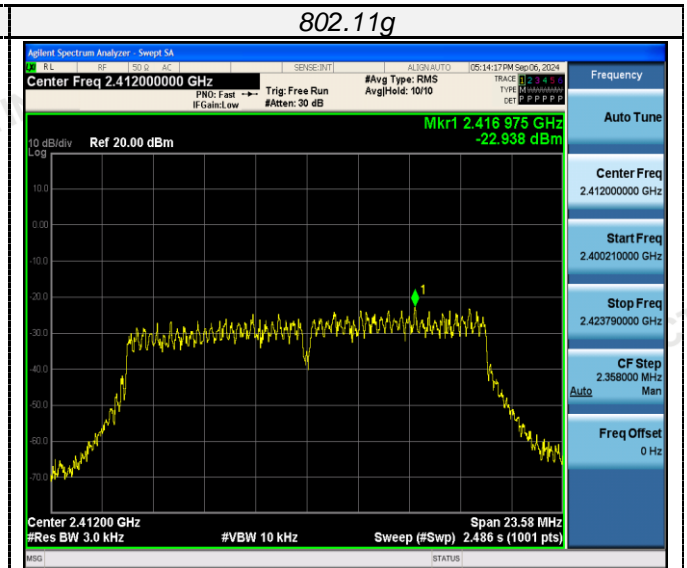 802.11g
Agilent Spectrum Analyzer - Swept SA
RL RF 50 Ω AC SENSE:INT ALIGNAUTO 05:14:17 PM Sep 06, 2024
Center Freq 2.412000000 GHz
PNO: Fast
IFGain:Low
Trig: Free Run
#Atten: 30 dB
#Avg Type: RMS
Avg|Hold: 10/10
TRACE 1 2 3 4 5 6
TYPE M
DET P P P P P P
Frequency
Mkr1 2.416 975 GHz
-22.938 dBm
10 dB/div Ref 20.00 dBm
Log
10.0
0.00
-10.0
-20.0
-30.0
-40.0
-50.0
-60.0
-70.0
1
Center 2.41200 GHz Span 23.58 MHz
#Res BW 3.0 kHz #VBW 10 kHz Sweep (#Swp) 2.486 s (1001 pts)
MSG STATUS
Auto Tune
Center Freq
2.412000000 GHz
Start Freq
2.400210000 GHz
Stop Freq
2.423790000 GHz
CF Step
2.358000 MHz
Auto Man
Freq Offset
0 Hz